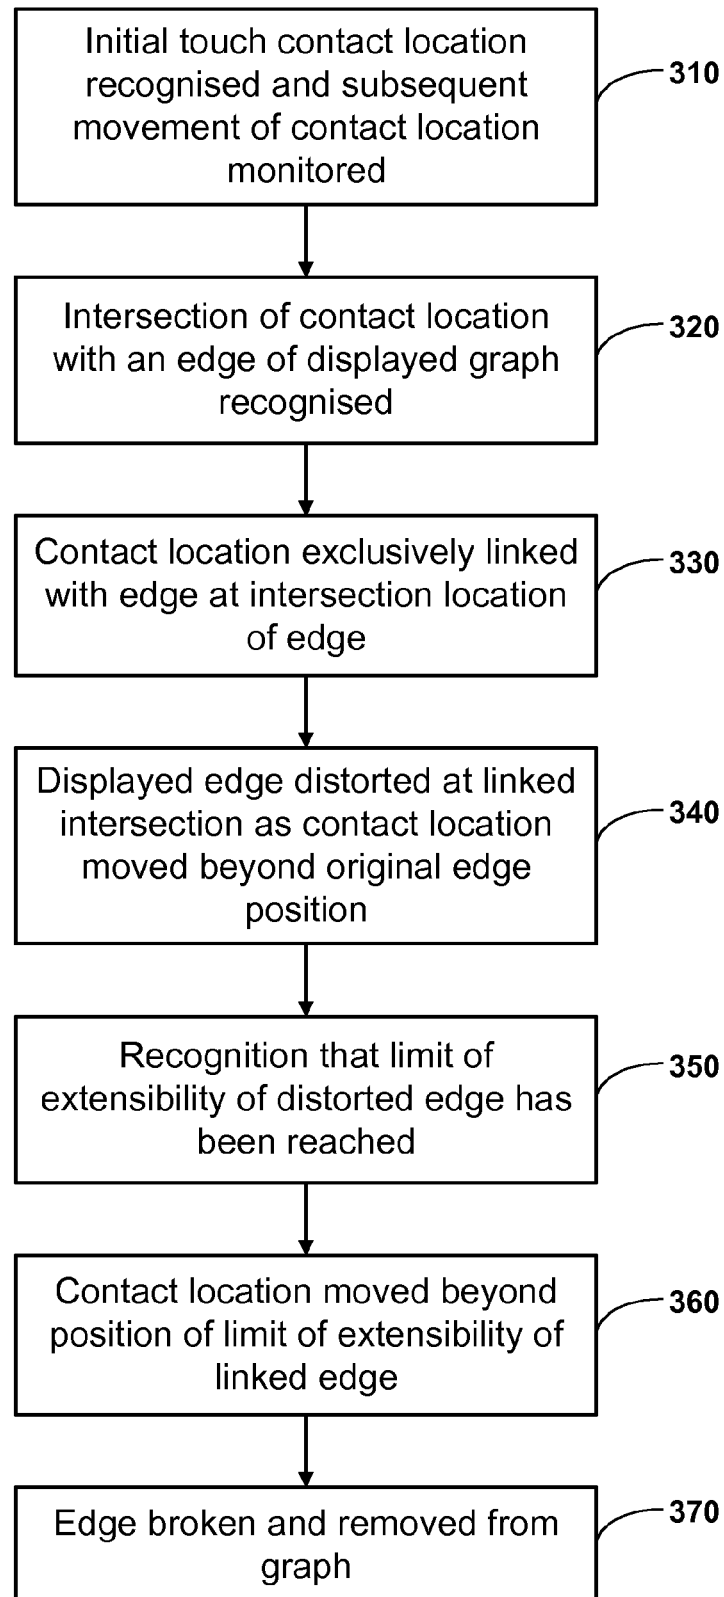 Initial touch contact location
recognised and subsequent
movement of contact location
monitored
310
Intersection of contact location
with an edge of displayed graph
recognised
320
Contact location exclusively linked
with edge at intersection location
of edge
330
Displayed edge distorted at linked
intersection as contact location
moved beyond original edge
position
340
Recognition that limit of
extensibility of distorted edge has
been reached
350
Contact location moved beyond
position of limit of extensibility of
linked edge
360
Edge broken and removed from
graph
370